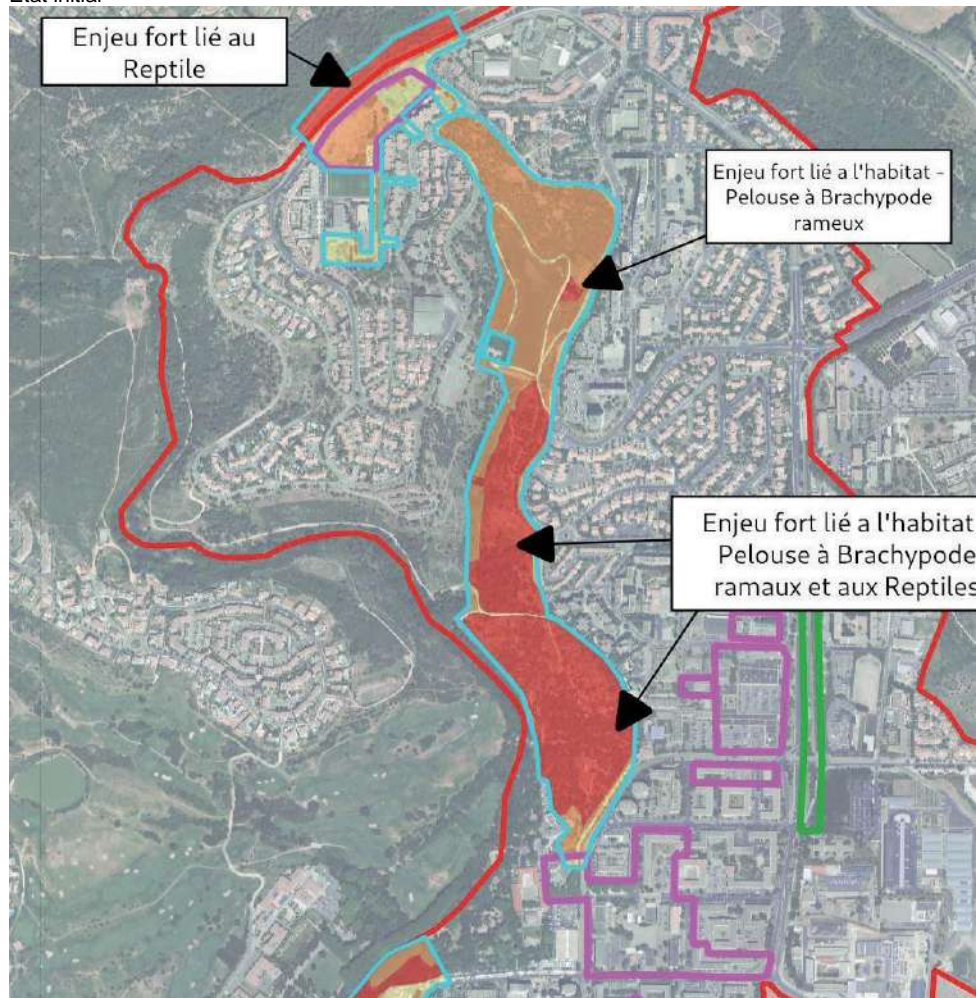 Etat initial
Enjeu fort lié au
Reptile
Enjeu fort lié a l'habitat -
Pelouse à Brachypode
rameux
Enjeu fort lié a l'habitat
Pelouse à Brachypode
ramaux et aux Reptiles